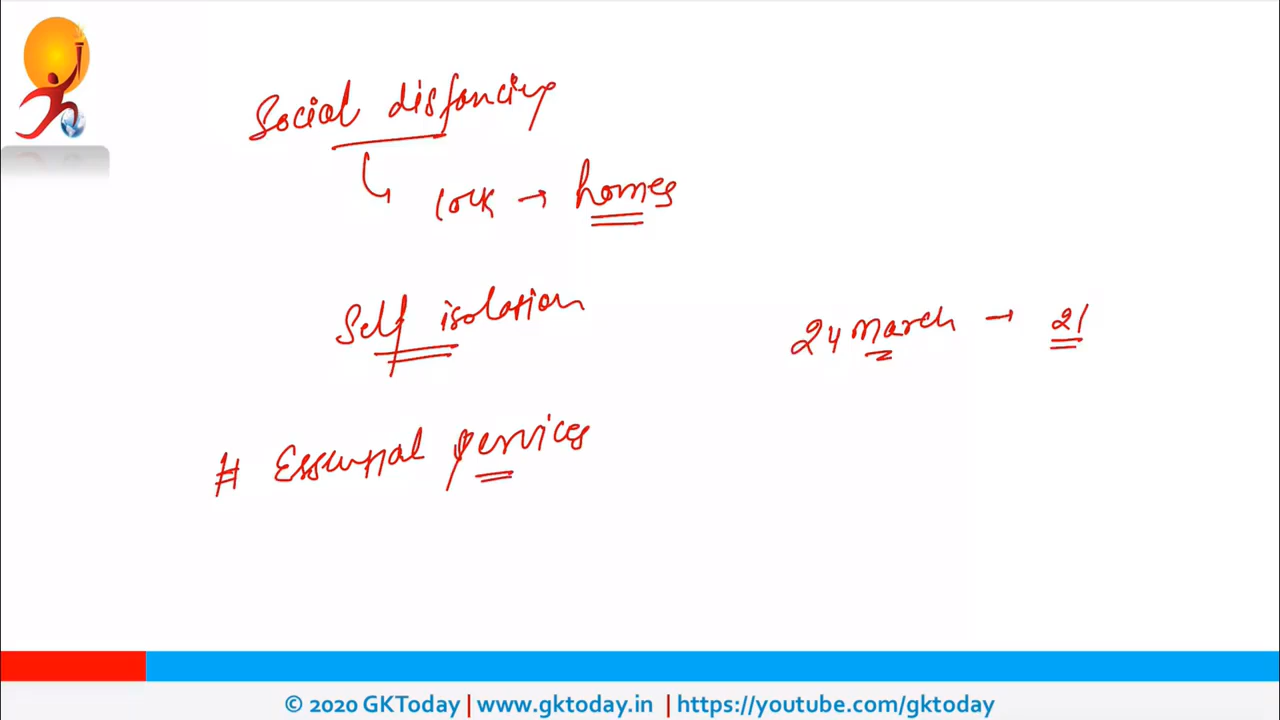 Social distancing
↳ lock → homes
Self isolation
24 March → 21
# Essential services
© 2020 GKToday | www.gktoday.in | https://youtube.com/gktoday